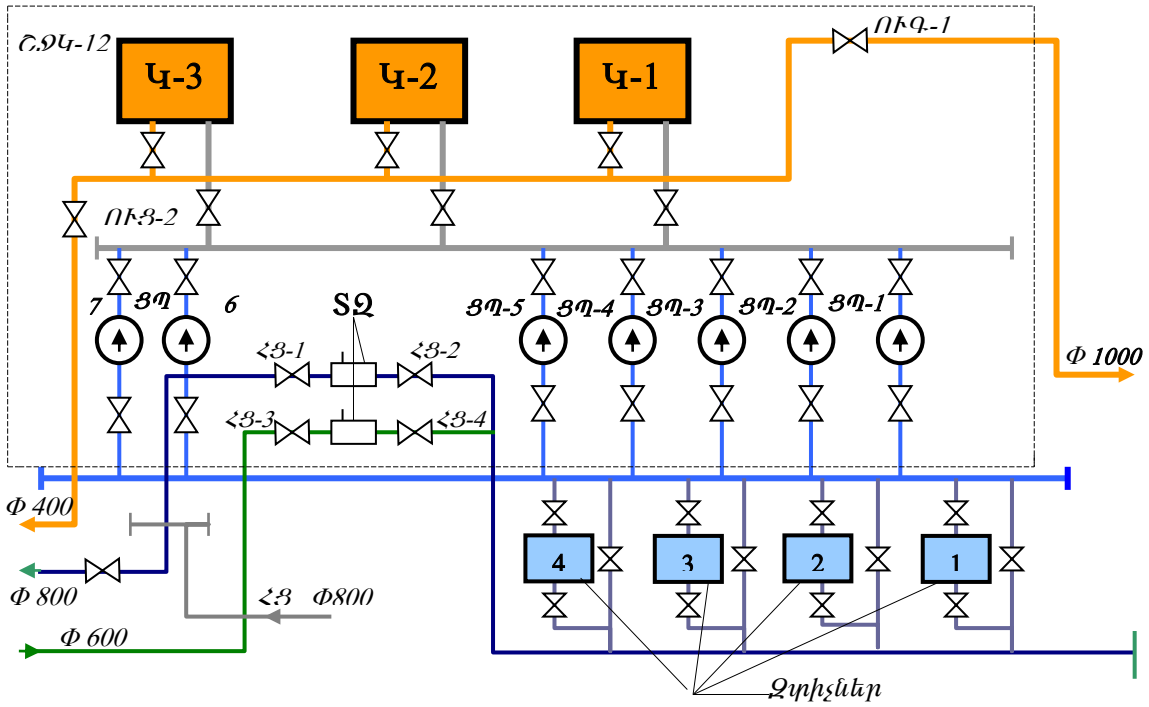 ՇՋԿ-12
ՈՒԳ-1
Կ-3
Կ-2
Կ-1
ՈՒՑ-2
7
ՑՊ
6
ՏՋ
ՑՊ-5
ՑՊ-4
ՑՊ-3
ՑՊ-2
ՑՊ-1
ՀՑ-1
ՀՑ-2
Φ 1000
ՀՑ-3
ՀՑ-4
Φ 400
4
3
2
1
Φ 800
ՀՑ
Φ800
Φ 600
Զտիչներ